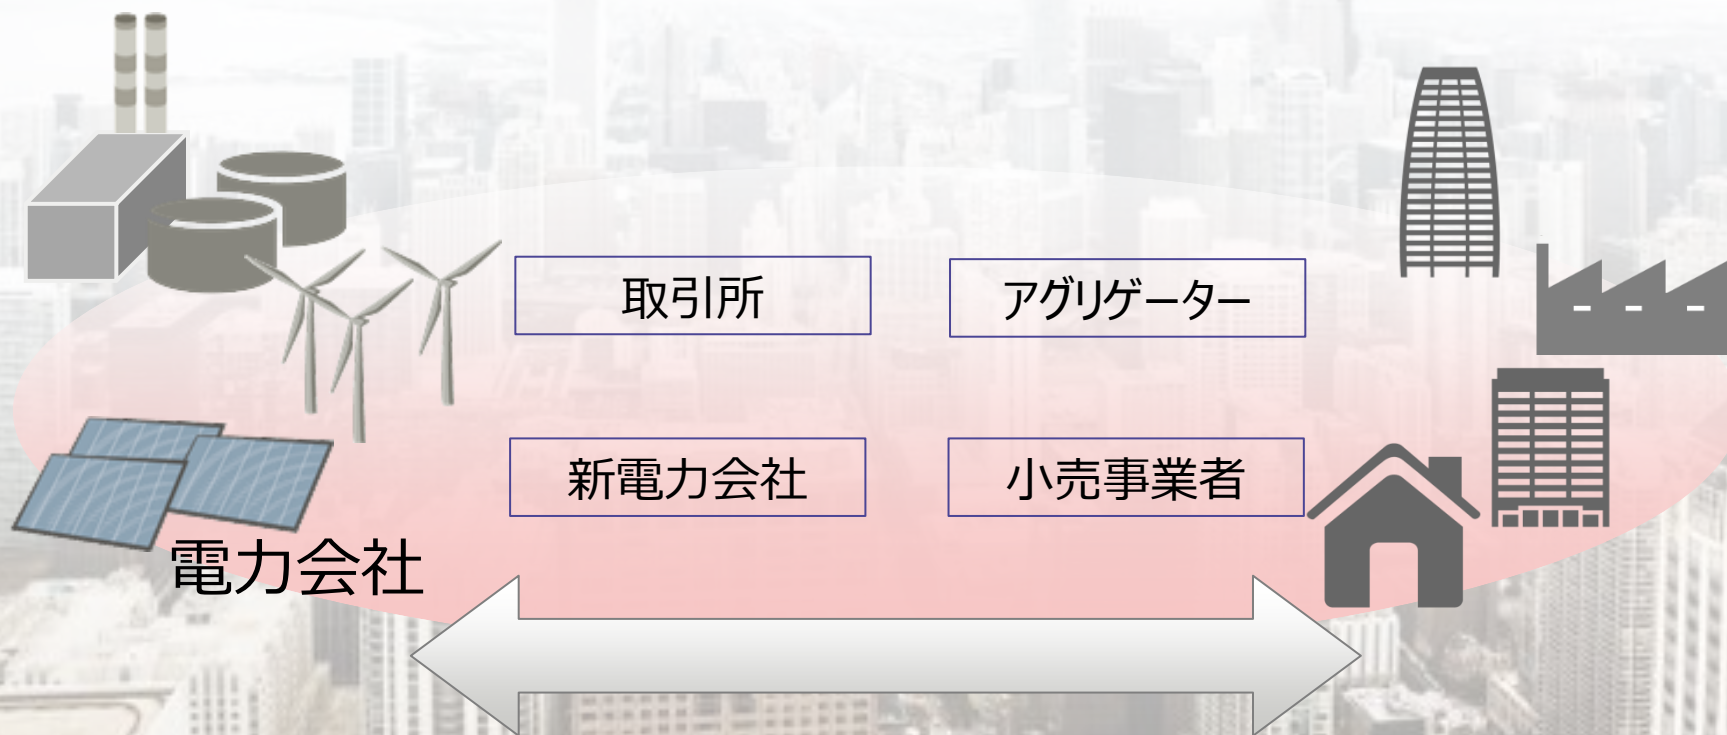 取引所
アグリゲーター
新電力会社
小売事業者
電力会社